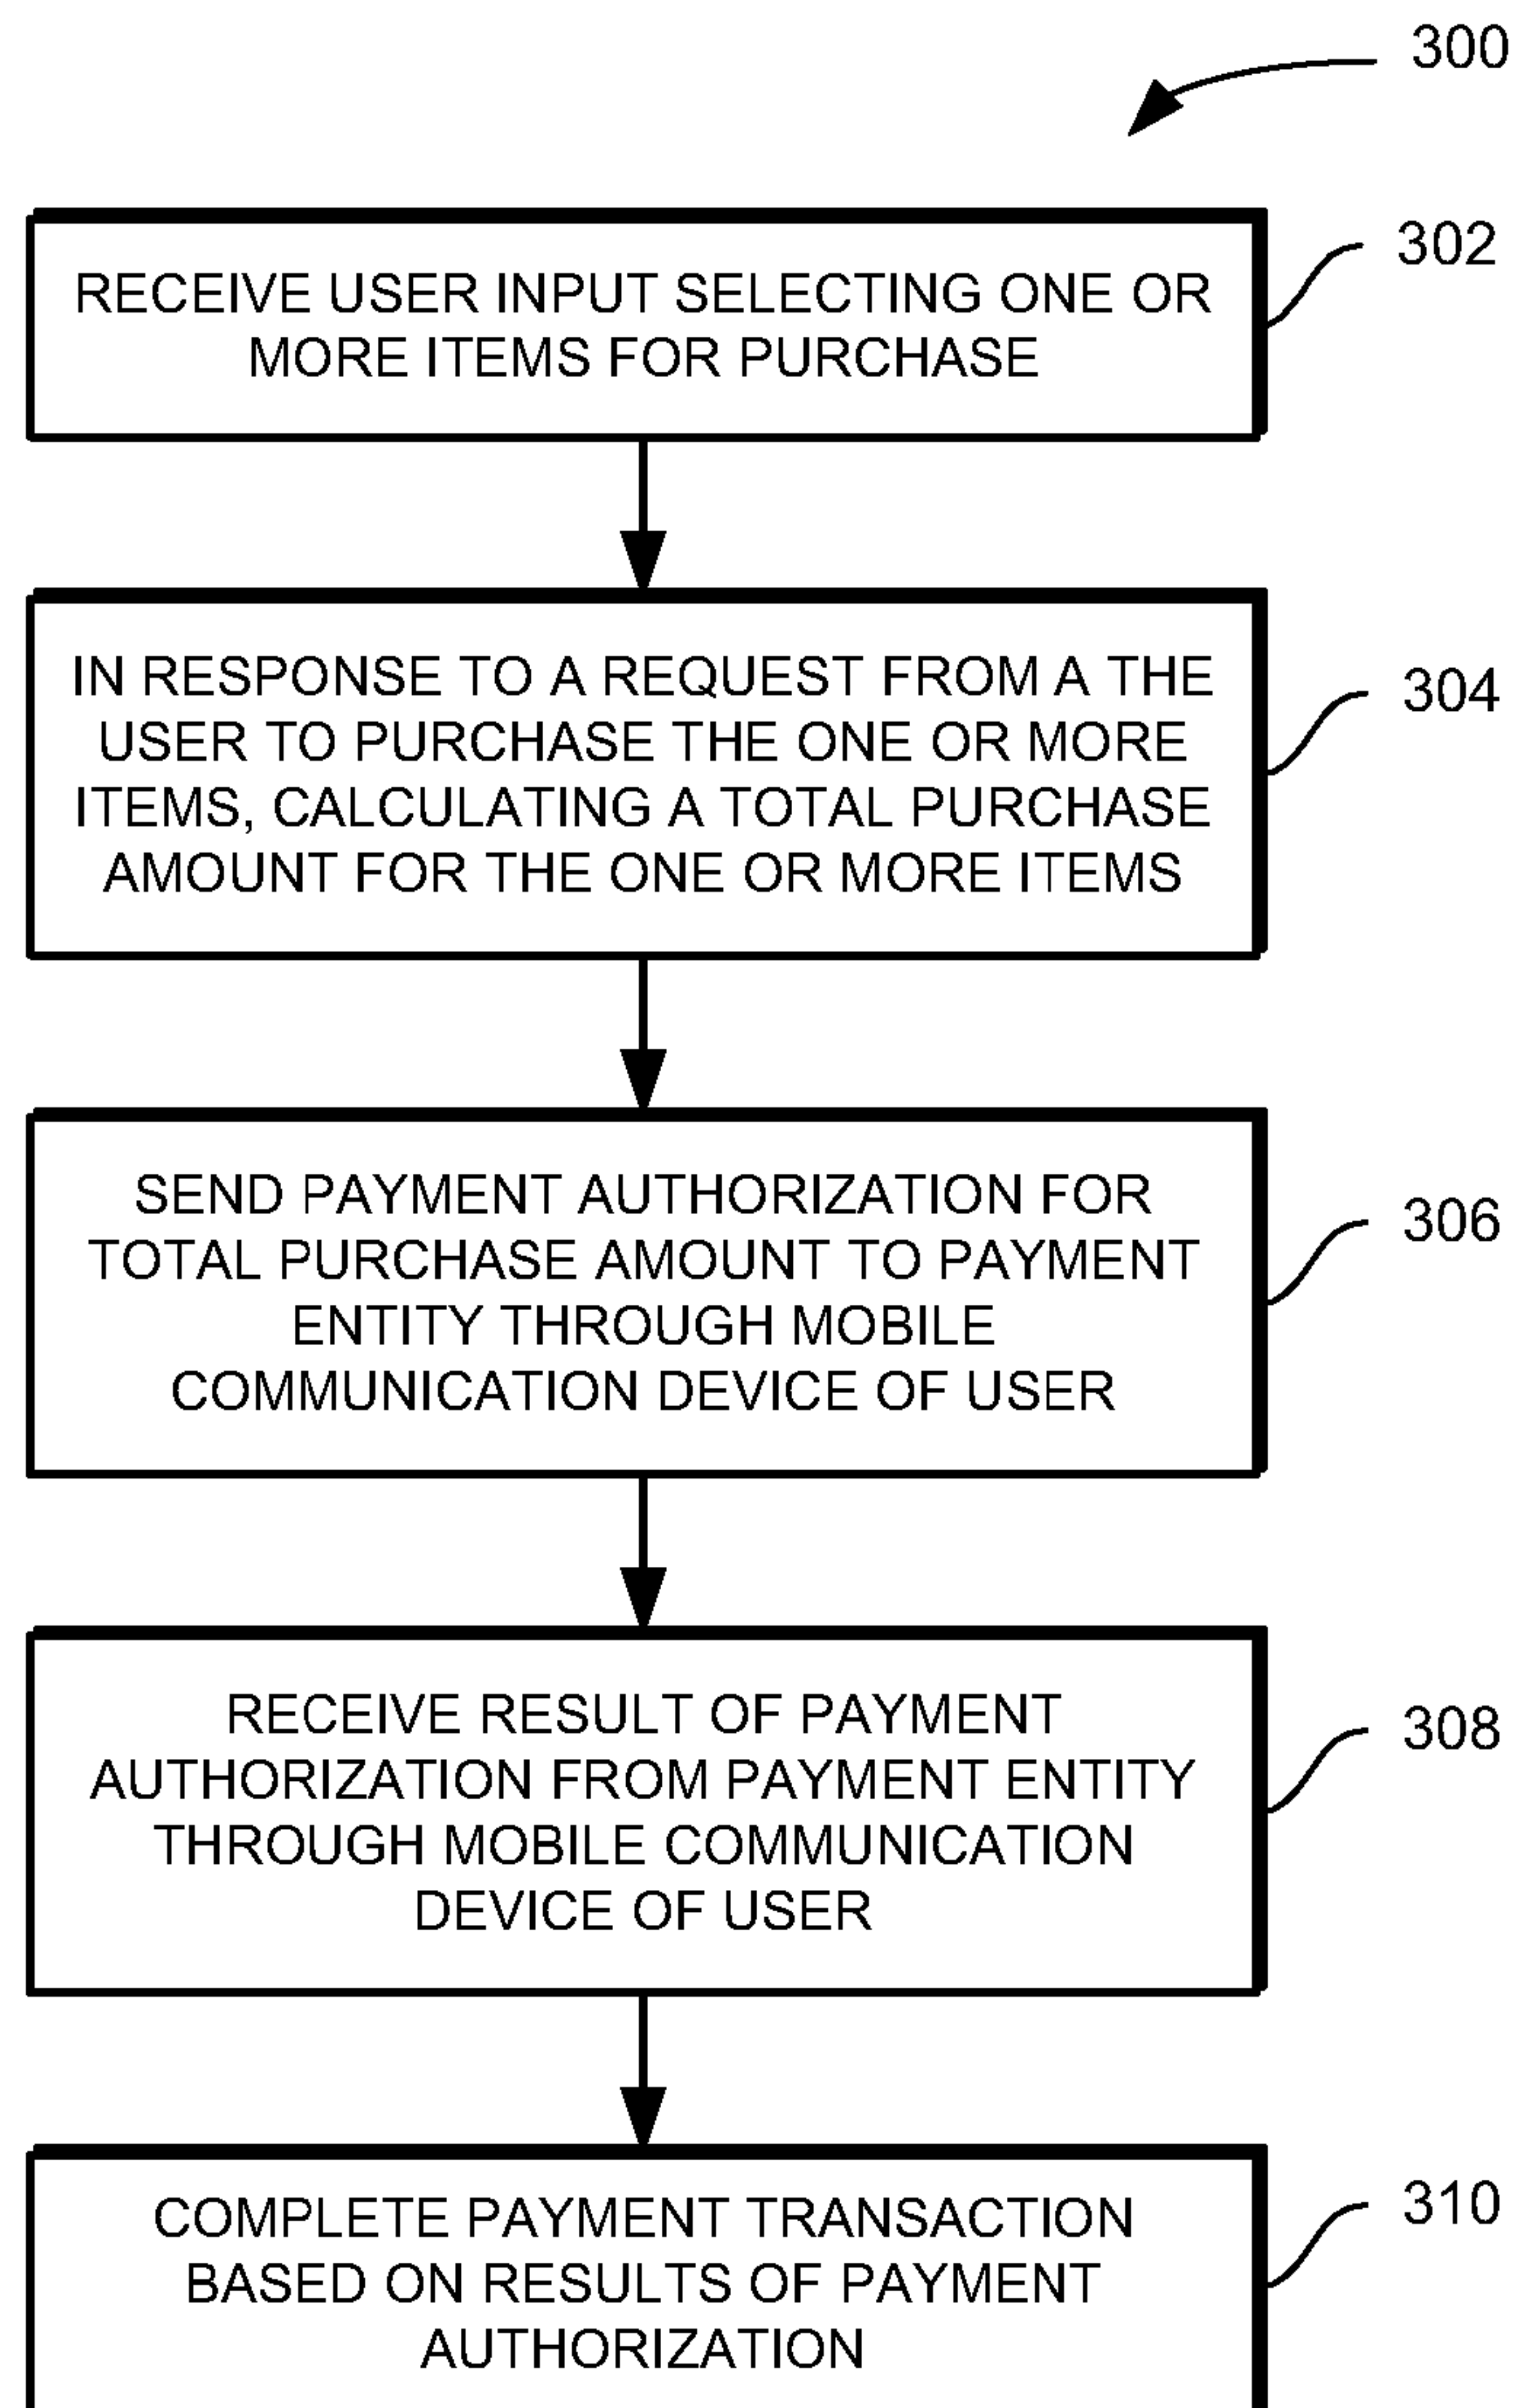 300
302
RECEIVE USER INPUT SELECTING ONE OR
MORE ITEMS FOR PURCHASE
304
IN RESPONSE TO A REQUEST FROM A THE
USER TO PURCHASE THE ONE OR MORE
ITEMS, CALCULATING A TOTAL PURCHASE
AMOUNT FOR THE ONE OR MORE ITEMS
306
SEND PAYMENT AUTHORIZATION FOR
TOTAL PURCHASE AMOUNT TO PAYMENT
ENTITY THROUGH MOBILE
COMMUNICATION DEVICE OF USER
308
RECEIVE RESULT OF PAYMENT
AUTHORIZATION FROM PAYMENT ENTITY
THROUGH MOBILE COMMUNICATION
DEVICE OF USER
310
COMPLETE PAYMENT TRANSACTION
BASED ON RESULTS OF PAYMENT
AUTHORIZATION